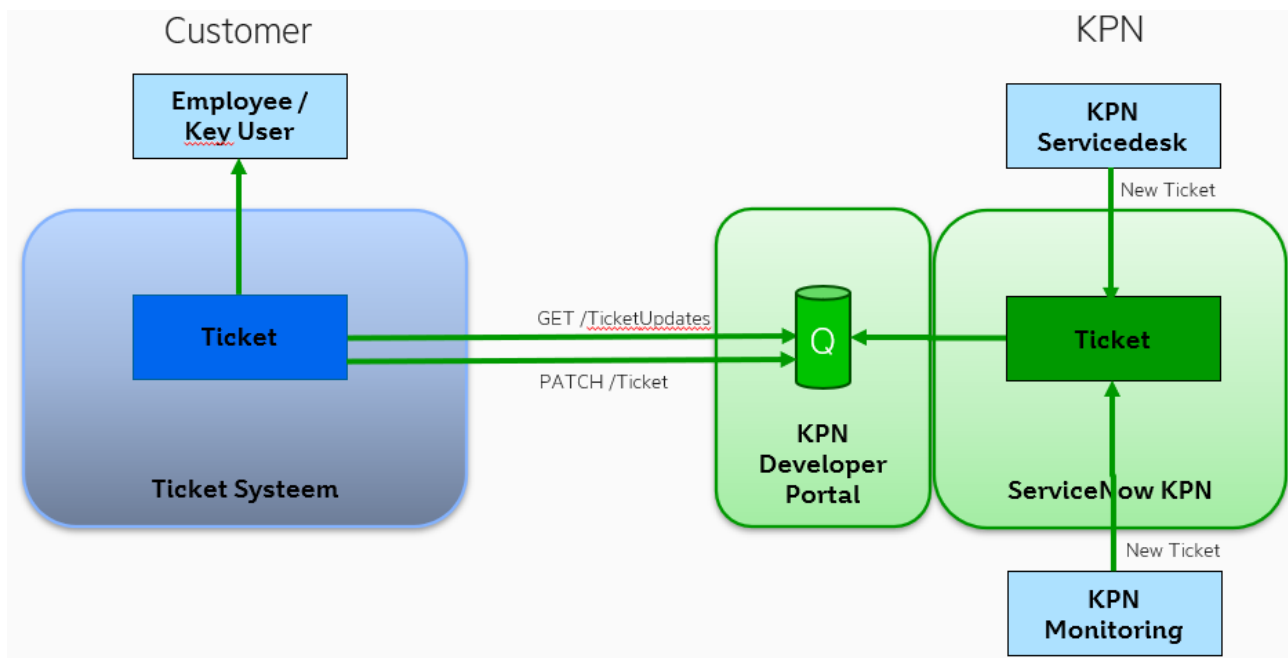 Customer
KPN
Employee /
Key User
KPN
Servicedesk
New Ticket
Ticket
GET /TicketUpdates
PATCH /Ticket
Q
Ticket
KPN
Developer
Portal
Ticket Systeem
ServiceNow KPN
New Ticket
KPN
Monitoring